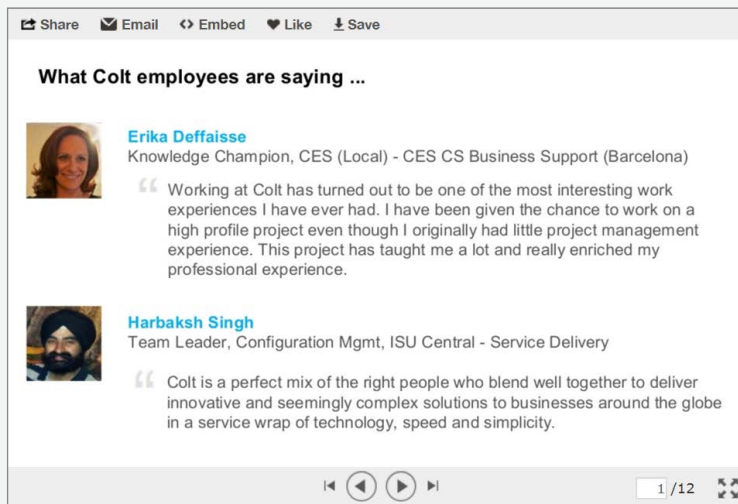 Share Email Embed Like Save
What Colt employees are saying ...
Erika Deffaisse
Knowledge Champion, CES (Local) - CES CS Business Support (Barcelona)
“ Working at Colt has turned out to be one of the most interesting work
experiences I have ever had. I have been given the chance to work on a
high profile project even though I originally had little project management
experience. This project has taught me a lot and really enriched my
professional experience.
Harbaksh Singh
Team Leader, Configuration Mgmt, ISU Central - Service Delivery
“ Colt is a perfect mix of the right people who blend well together to deliver
innovative and seemingly complex solutions to businesses around the globe
in a service wrap of technology, speed and simplicity.
1 /12